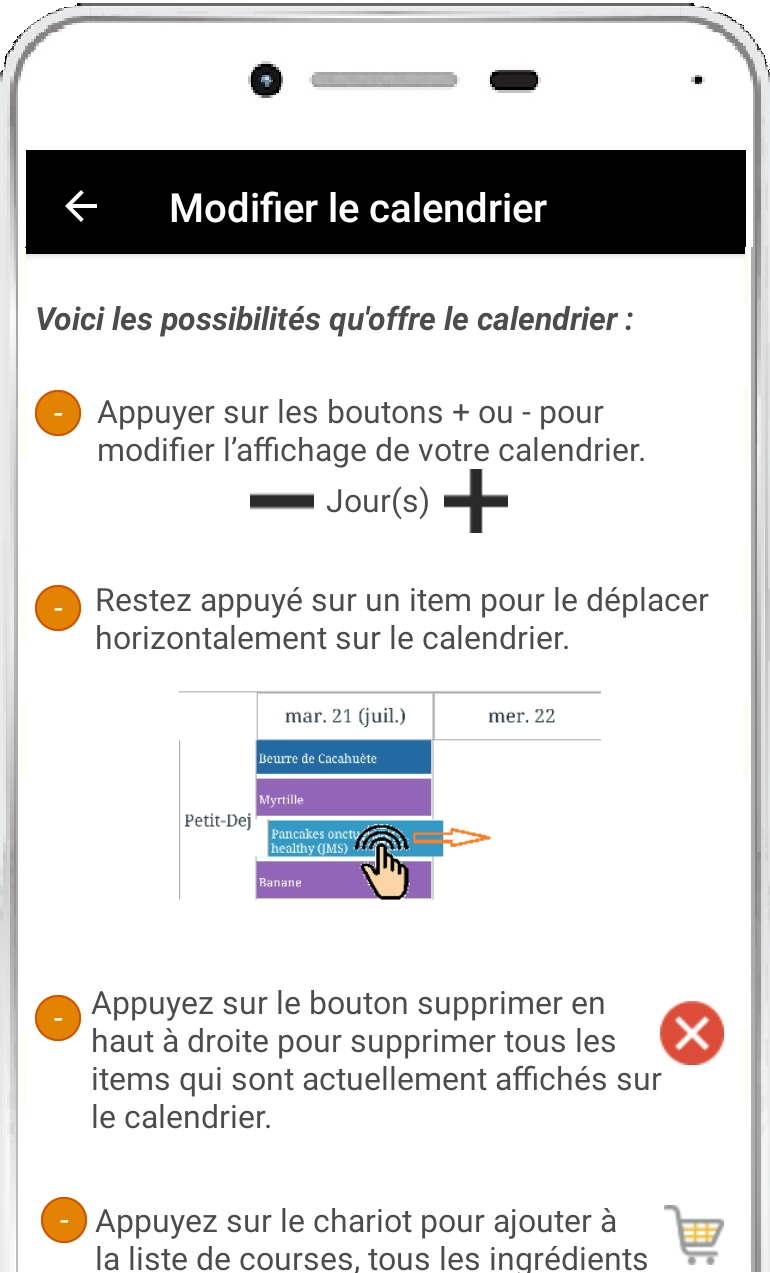 Modifier le calendrier
Voici les possibilités qu'offre le calendrier :
- Appuyer sur les boutons + ou - pour
modifier l’affichage de votre calendrier.
Jour(s)
- Restez appuyé sur un item pour le déplacer
horizontalement sur le calendrier.
mar. 21 (juil.) mer. 22
Beurre de Cacahuète
Myrtille
Petit-Dej
Pancakes onctu
healthy (JMS)
Banane
- Appuyez sur le bouton supprimer en
haut à droite pour supprimer tous les
items qui sont actuellement affichés sur
le calendrier.
- Appuyez sur le chariot pour ajouter à
la liste de courses, tous les ingrédients